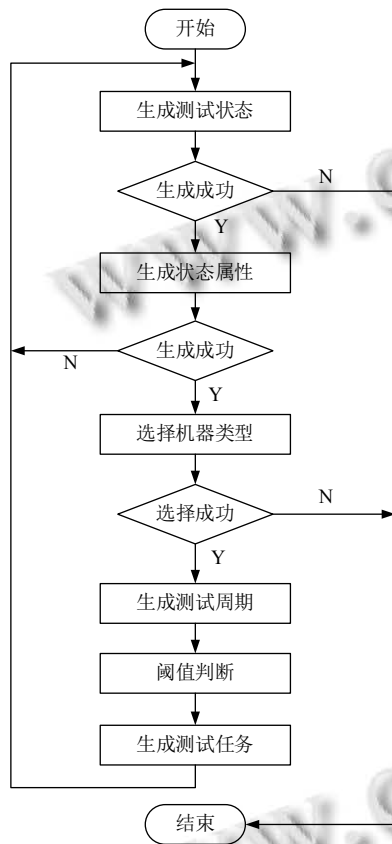 开始
生成测试状态
生成成功
N
Y
生成状态属性
生成成功
N
Y
选择机器类型
选择成功
N
Y
生成测试周期
阈值判断
生成测试任务
结束